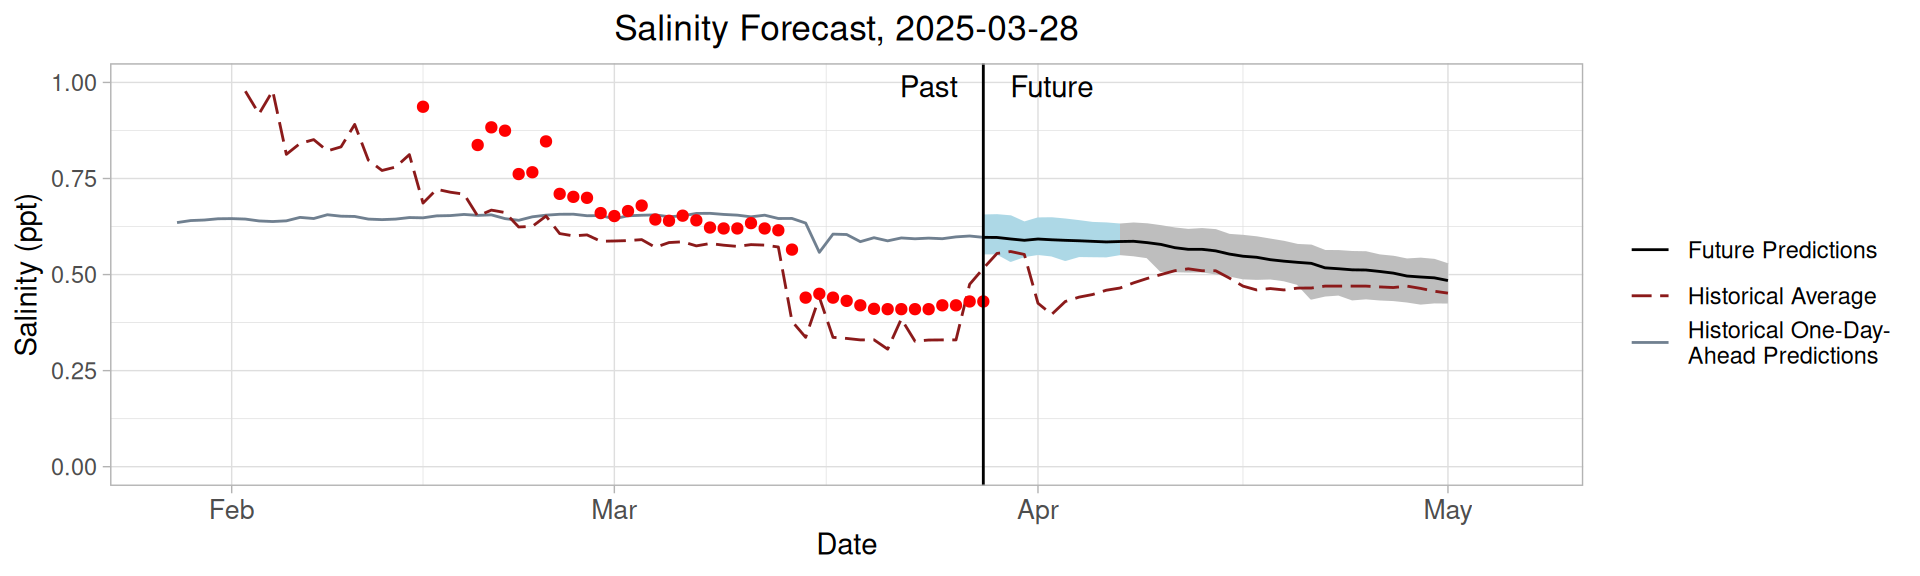 Salinity Forecast, 2025-03-28
Past Future
1.00
0.75
0.50
0.25
0.00
Salinity (ppt)
Feb Mar Apr May
Date
Future Predictions
Historical Average
Historical One-Day-
Ahead Predictions